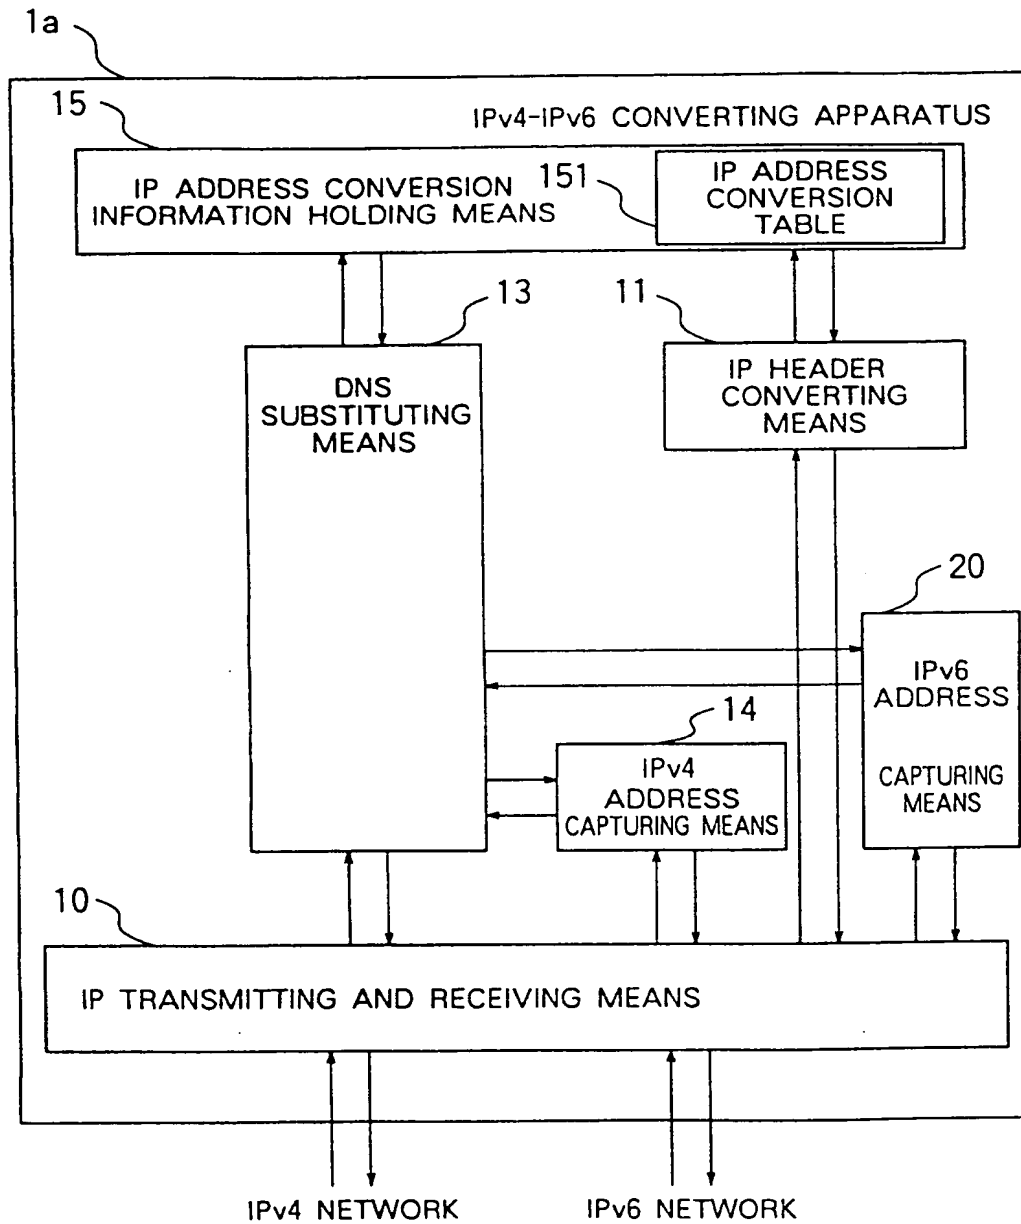 1a
15
IPv4-IPv6 CONVERTING APPARATUS
IP ADDRESS CONVERSION
INFORMATION HOLDING MEANS
151
IP ADDRESS
CONVERSION
TABLE
13
11
DNS
SUBSTITUTING
MEANS
IP HEADER
CONVERTING
MEANS
20
IPv6
ADDRESS
CAPTURING
MEANS
14
IPv4
ADDRESS
CAPTURING MEANS
10
IP TRANSMITTING AND RECEIVING MEANS
IPv4 NETWORK
IPv6 NETWORK